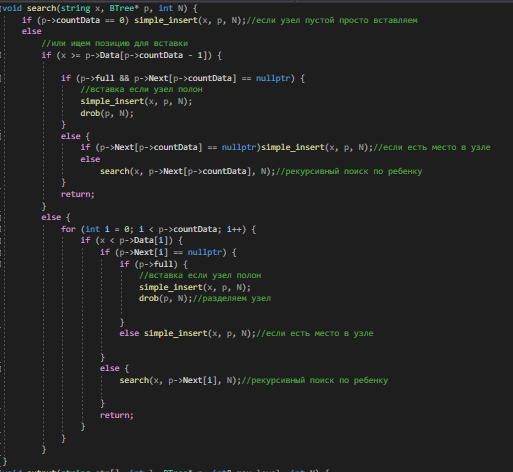 void search(string x, BTree* p, int N) {
if (p->countData == 0) simple_insert(x, p, N);//если узел пустой просто вставляем
else
//или ищем позицию для вставки
if (x >= p->Data[p->countData - 1]) {
if (p->full && p->Next[p->countData] == nullptr) {
//вставка если узел полон
simple_insert(x, p, N);
drob(p, N);
}
else {
if (p->Next[p->countData] == nullptr)simple_insert(x, p, N);//если есть место в узле
else
search(x, p->Next[p->countData], N);//рекурсивный поиск по ребенку
}
return;
}
else {
for (int i = 0; i < p->countData; i++) {
if (x < p->Data[i]) {
if (p->Next[i] == nullptr) {
if (p->full) {
//вставка если узел полон
simple_insert(x, p, N);
drob(p, N);//разделяем узел
}
else simple_insert(x, p, N);//если есть место в узле
}
else {
search(x, p->Next[i], N);//рекурсивный поиск по ребенку
}
return;
}
}
}
}